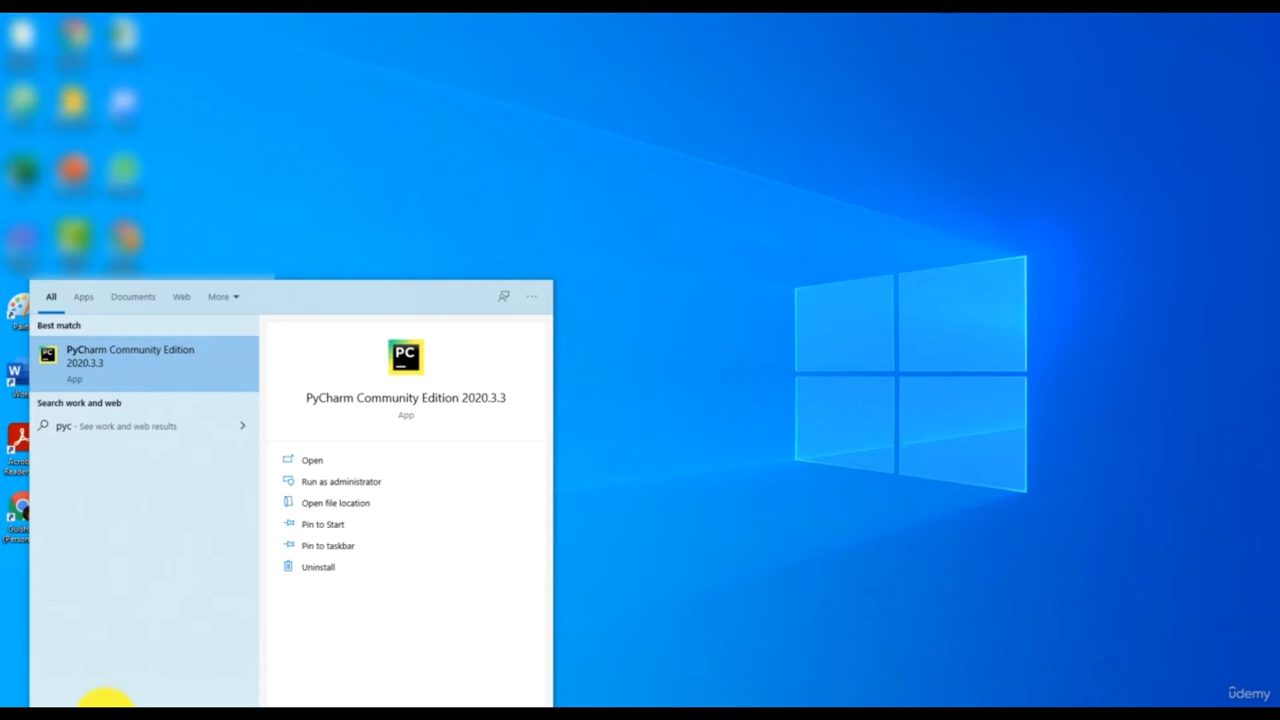 All Apps Documents Web More
Best match
PyCharm Community Edition
2020.3.3
App
Search work and web
pyc - See work and web results
PC
PyCharm Community Edition 2020.3.3
App
Open
Run as administrator
Open file location
Pin to Start
Pin to taskbar
Uninstall
W
PC
udemy